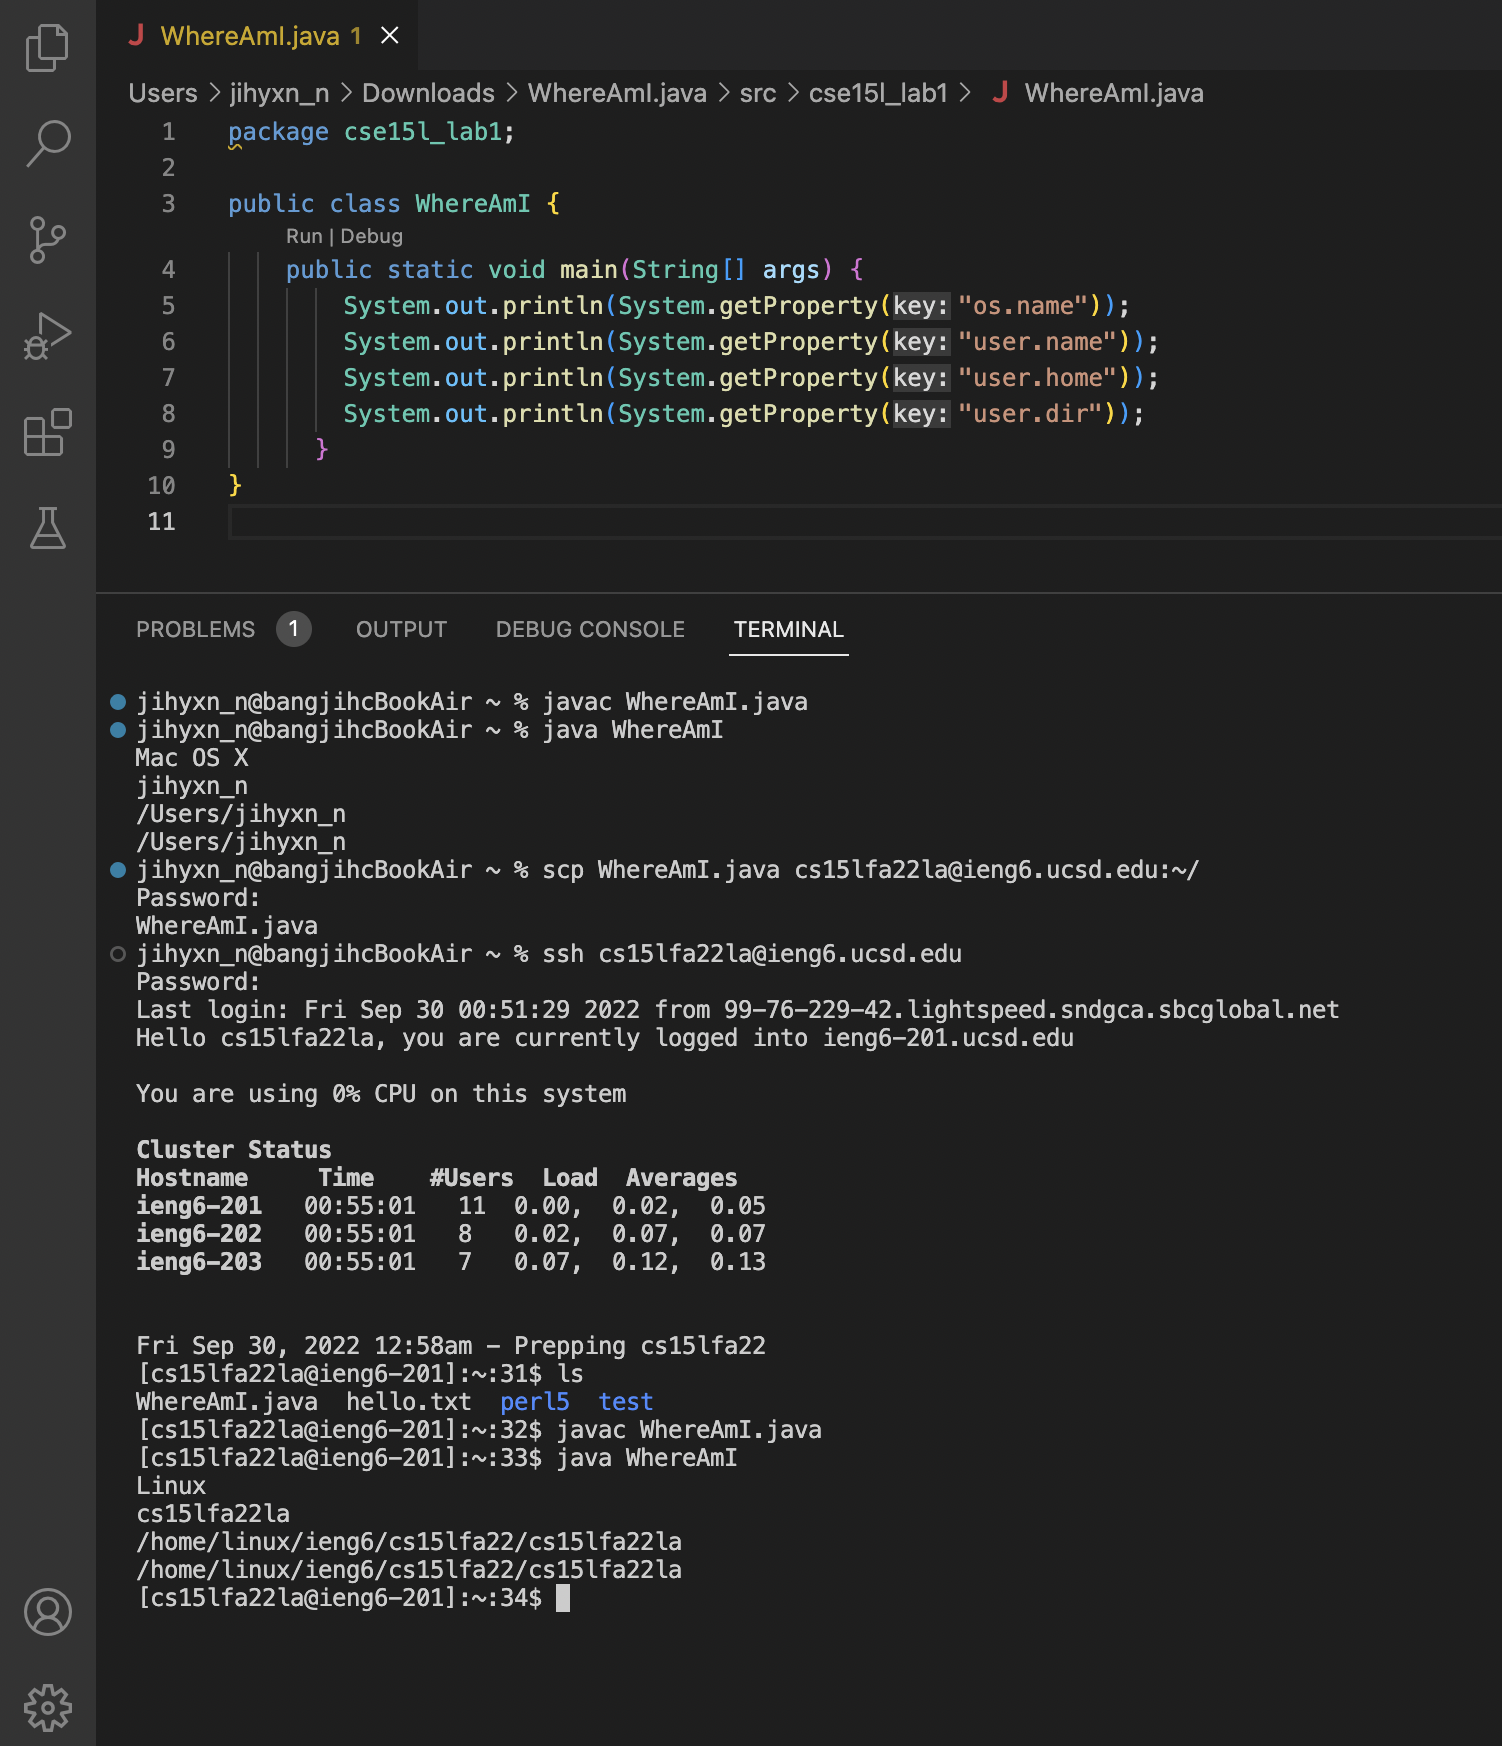 J WhereAmI.java 1 ×
Users > jihyxn_n > Downloads > WhereAmI.java > src > cse15l_lab1 > J WhereAmI.java
1 package cse15l_lab1;
2
3 public class WhereAmI {
Run | Debug
4 public static void main(String[] args) {
5 System.out.println(System.getProperty(key: "os.name"));
6 System.out.println(System.getProperty(key: "user.name"));
7 System.out.println(System.getProperty(key: "user.home"));
8 System.out.println(System.getProperty(key: "user.dir"));
9 }
10 }
11
PROBLEMS 1 OUTPUT DEBUG CONSOLE TERMINAL
jihyxn_n@bangjihcBookAir ~ % javac WhereAmI.java
jihyxn_n@bangjihcBookAir ~ % java WhereAmI
Mac OS X
jihyxn_n
/Users/jihyxn_n
/Users/jihyxn_n
jihyxn_n@bangjihcBookAir ~ % scp WhereAmI.java cs15lfa22la@ieng6.ucsd.edu:~/
Password:
WhereAmI.java
jihyxn_n@bangjihcBookAir ~ % ssh cs15lfa22la@ieng6.ucsd.edu
Password:
Last login: Fri Sep 30 00:51:29 2022 from 99-76-229-42.lightspeed.sndgca.sbcglobal.net
Hello cs15lfa22la, you are currently logged into ieng6-201.ucsd.edu
You are using 0% CPU on this system
Cluster Status
Hostname Time #Users Load Averages
ieng6-201 00:55:01 11 0.00, 0.02, 0.05
ieng6-202 00:55:01 8 0.02, 0.07, 0.07
ieng6-203 00:55:01 7 0.07, 0.12, 0.13
Fri Sep 30, 2022 12:58am - Prepping cs15lfa22
[cs15lfa22la@ieng6-201]:~:31$ ls
WhereAmI.java hello.txt perl5 test
[cs15lfa22la@ieng6-201]:~:32$ javac WhereAmI.java
[cs15lfa22la@ieng6-201]:~:33$ java WhereAmI
Linux
cs15lfa22la
/home/linux/ieng6/cs15lfa22/cs15lfa22la
/home/linux/ieng6/cs15lfa22/cs15lfa22la
[cs15lfa22la@ieng6-201]:~:34$